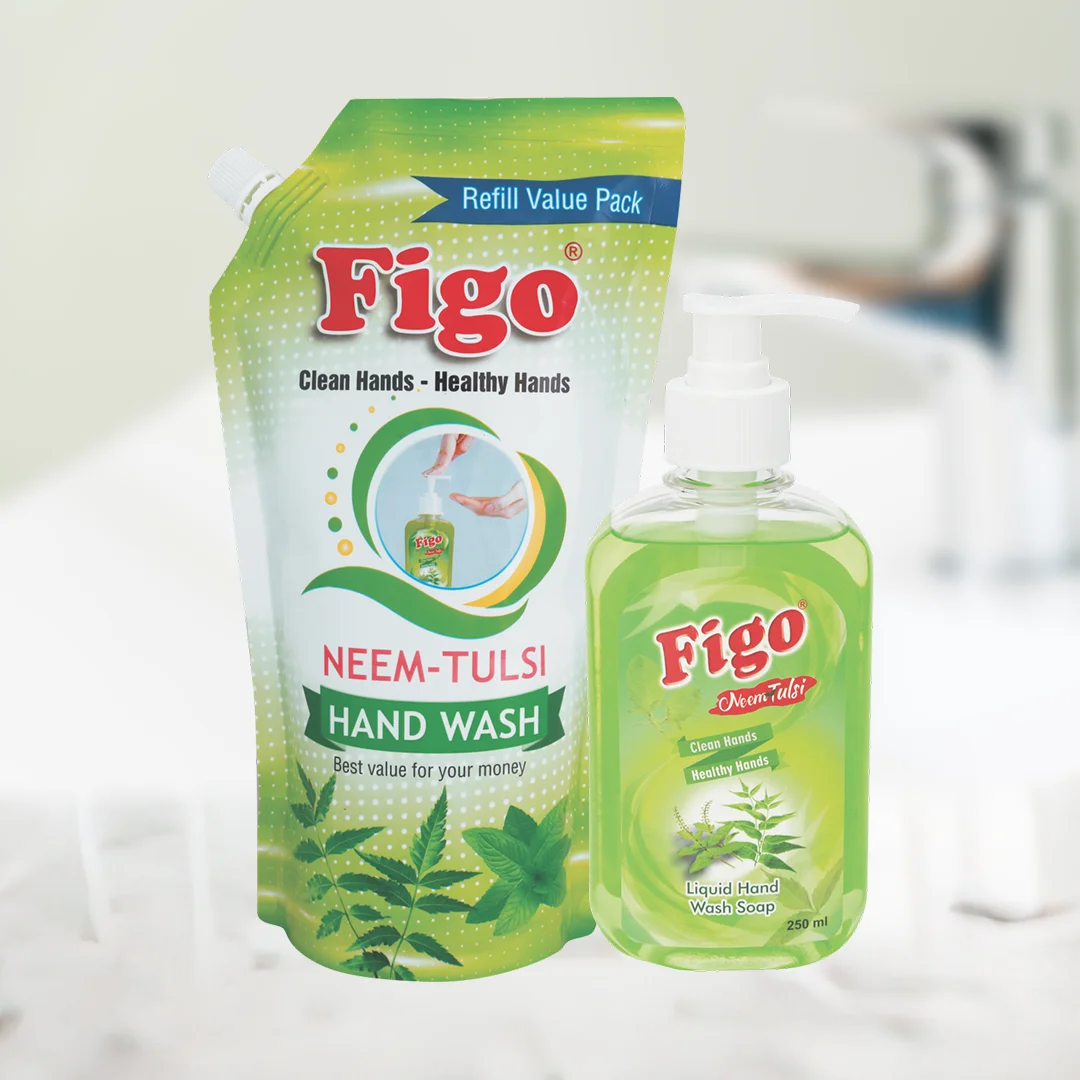 Refill Value Pack
Figo®
Clean Hands - Healthy Hands
Figo
NEEM-TULSI
HAND WASH
Best value for your money
Figo®
Neem Tulsi
Clean Hands
Healthy Hands
Liquid Hand
Wash Soap
250 ml